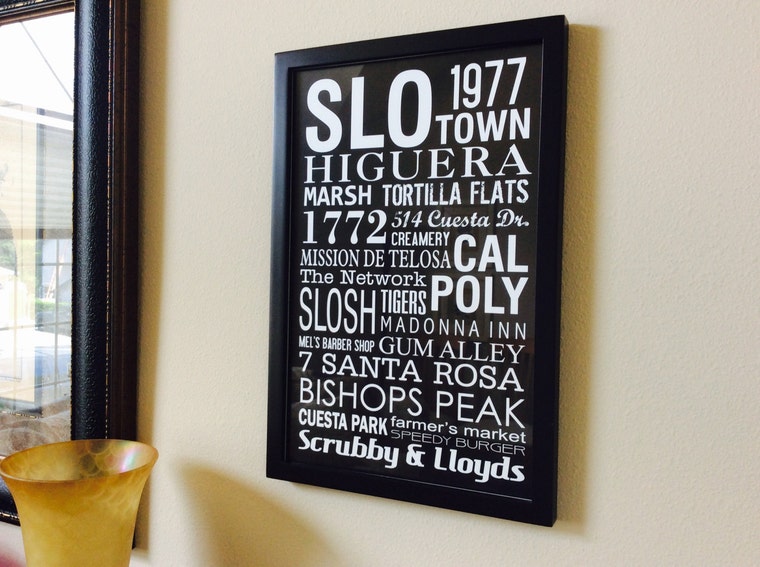 SLO 1977
TOWN
HIGUERA
MARSH TORTILLA FLATS
1772 514 Cuesta Dr.
CREAMERY
MISSION DE TELOSA CAL
The Network POLY
SLOSH TIGERS
MADONNA INN
MEL'S BARBER SHOP GUM ALLEY
7 SANTA ROSA
BISHOPS PEAK
CUESTA PARK farmer's market
SPEEDY BURGER
Scrubby & Lloyds